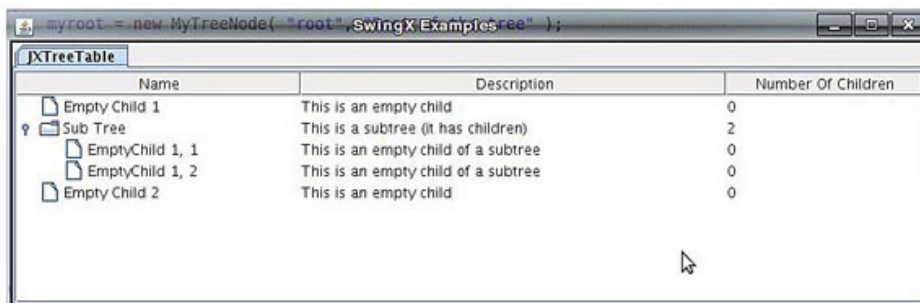 myroot = new MyTreeNode( "root", tree" );
SwingX Examples
JXTreeTable
Name Description Number Of Children
Empty Child 1 This is an empty child 0
Sub Tree This is a subtree (it has children) 2
EmptyChild 1, 1 This is an empty child of a subtree 0
EmptyChild 1, 2 This is an empty child of a subtree 0
Empty Child 2 This is an empty child 0